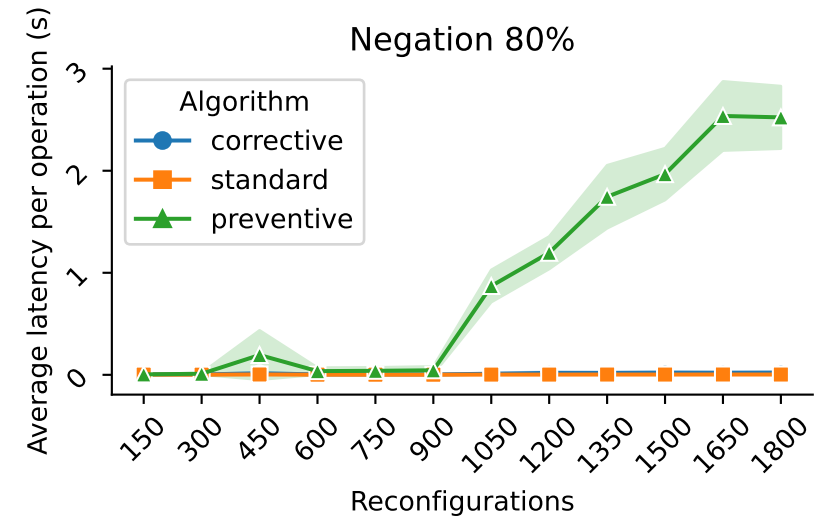 Negation 80%
Average latency per operation (s)
3
2
1
0
Algorithm
corrective
standard
preventive
150 300 450 600 750 900 1050 1200 1350 1500 1650 1800
Reconfigurations